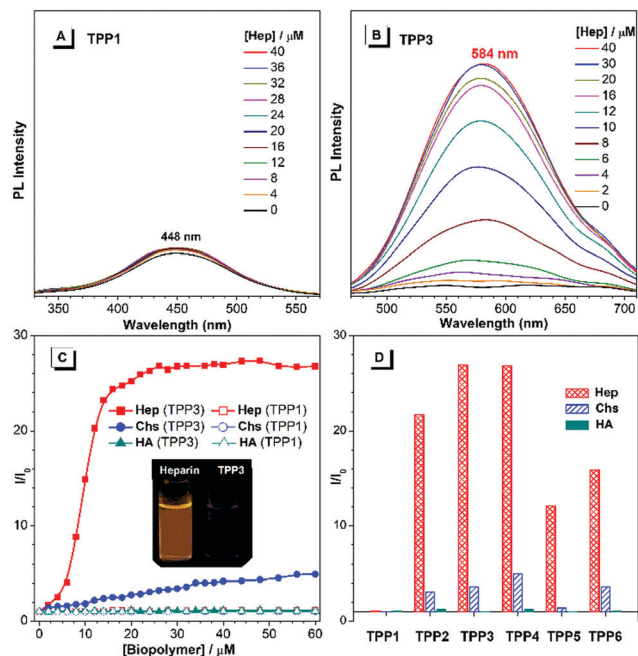 A TPP1
[Hep] / μM
40
36
32
28
24
20
16
12
8
4
0
448 nm
PL Intensity
350 400 450 500 550
Wavelength (nm)
B TPP3
584 nm
[Hep] / μM
40
30
20
16
12
10
8
6
4
2
0
PL Intensity
500 550 600 650 700
Wavelength (nm)
C
30
20
10
0
I/I0
Hep (TPP3) Hep (TPP1)
Chs (TPP3) Chs (TPP1)
HA (TPP3) HA (TPP1)
Heparin TPP3
0 10 20 30 40 50 60
[Biopolymer] / μM
D
30
20
10
0
I/I0
Hep
Chs
HA
TPP1 TPP2 TPP3 TPP4 TPP5 TPP6